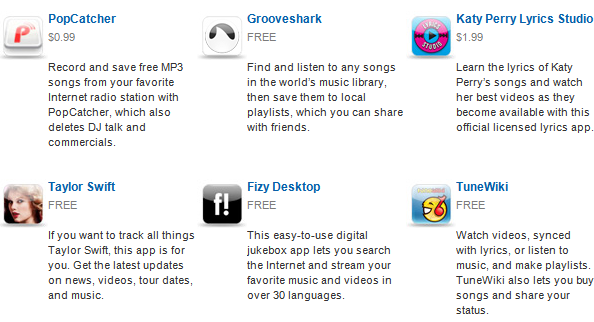 PopCatcher
$0.99
Record and save free MP3
songs from your favorite
Internet radio station with
PopCatcher, which also
deletes DJ talk and
commercials.
Grooveshark
FREE
Find and listen to any songs
in the world's music library,
then save them to local
playlists, which you can share
with friends.
LYRICS
STUDIO
Katy Perry Lyrics Studio
$1.99
Learn the lyrics of Katy
Perry's songs and watch
her best videos as they
become available with this
official licensed lyrics app.
Taylor Swift
FREE
If you want to track all things
Taylor Swift, this app is for
you. Get the latest updates
on news, videos, tour dates,
and music.
f!
Fizy Desktop
FREE
This easy-to-use digital
jukebox app lets you search
the Internet and stream your
favorite music and videos in
over 30 languages.
TuneWiki
FREE
Watch videos, synced
with lyrics, or listen to
music, and make playlists.
TuneWiki also lets you buy
songs and share your
status.